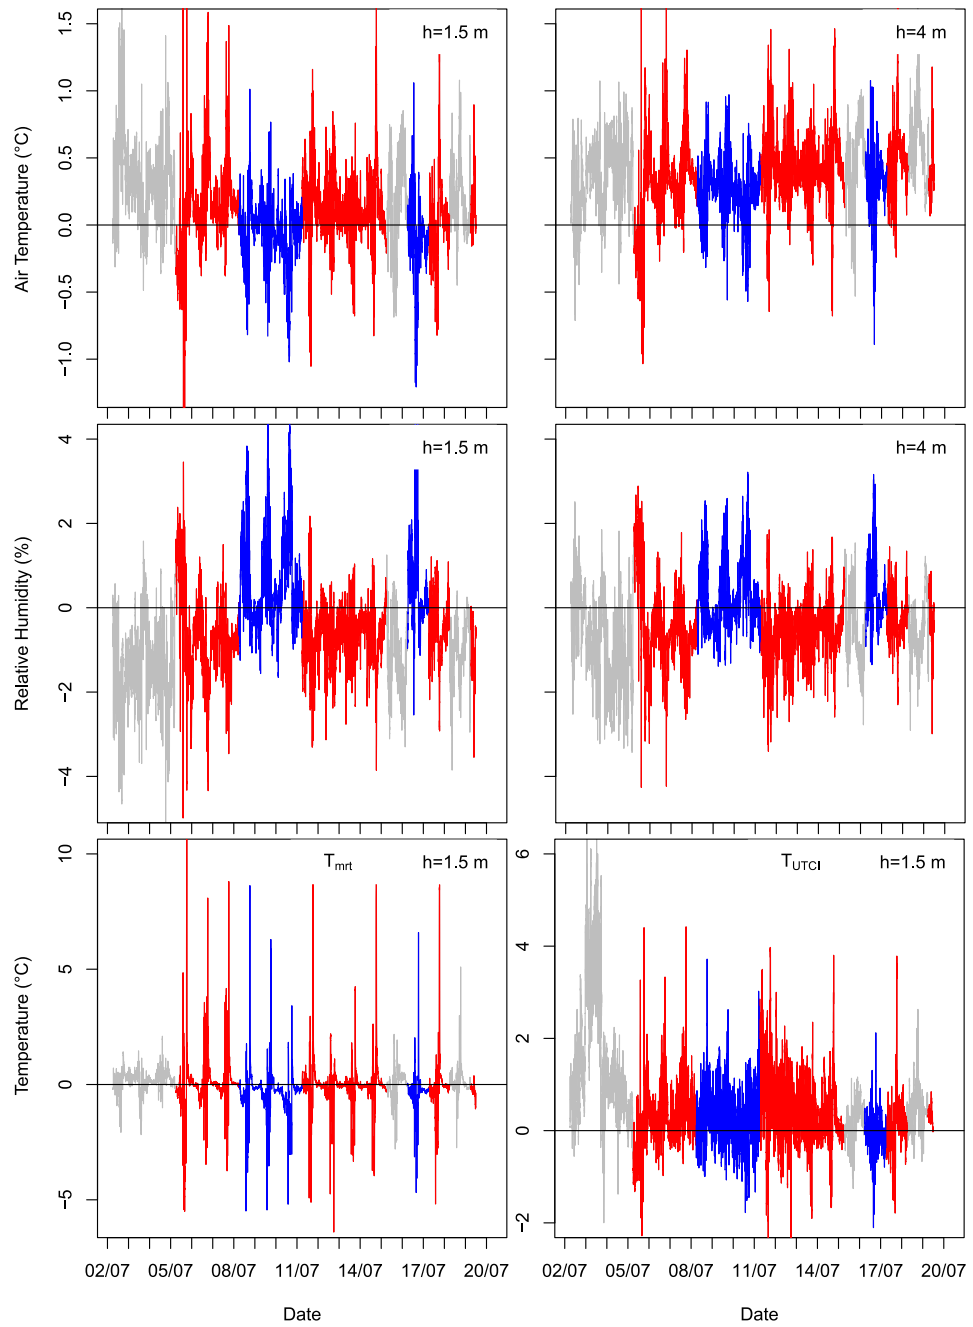 h=1.5 m
h=4 m
Air Temperature (°C)
1.5
1.0
0.5
0.0
−0.5
−1.0
h=1.5 m
h=4 m
Relative Humidity (%)
4
2
0
−2
−4
T_mrt h=1.5 m
T_UTCI h=1.5 m
Temperature (°C)
10
5
0
−5
6
4
2
0
−2
02/07 05/07 08/07 11/07 14/07 17/07 20/07
02/07 05/07 08/07 11/07 14/07 17/07 20/07
Date
Date